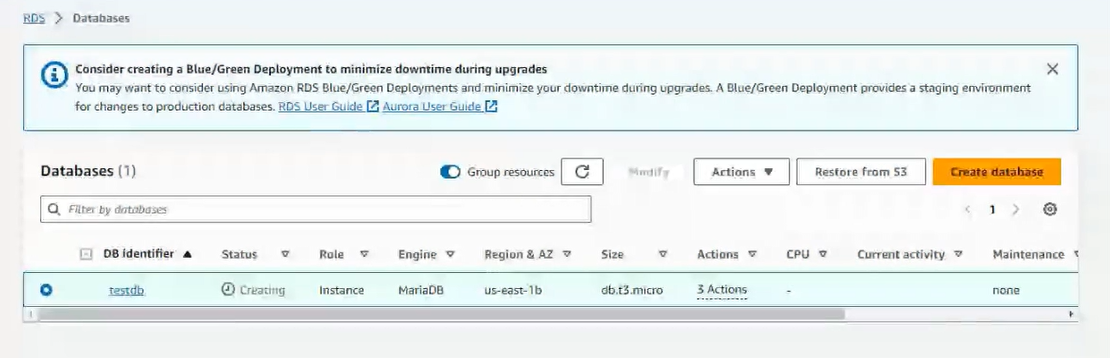 RDS > Databases
Consider creating a Blue/Green Deployment to minimize downtime during upgrades
You may want to consider using Amazon RDS Blue/Green Deployments and minimize your downtime during upgrades. A Blue/Green Deployment provides a staging environment
for changes to production databases. RDS User Guide Aurora User Guide
Databases (1) Group resources Modify Actions Restore from S3 Create database
Filter by databases 1
DB identifier Status Role Engine Region & AZ Size Actions CPU Current activity Maintenance
testdb Creating Instance MariaDB us-east-1b db.t3.micro 3 Actions - none